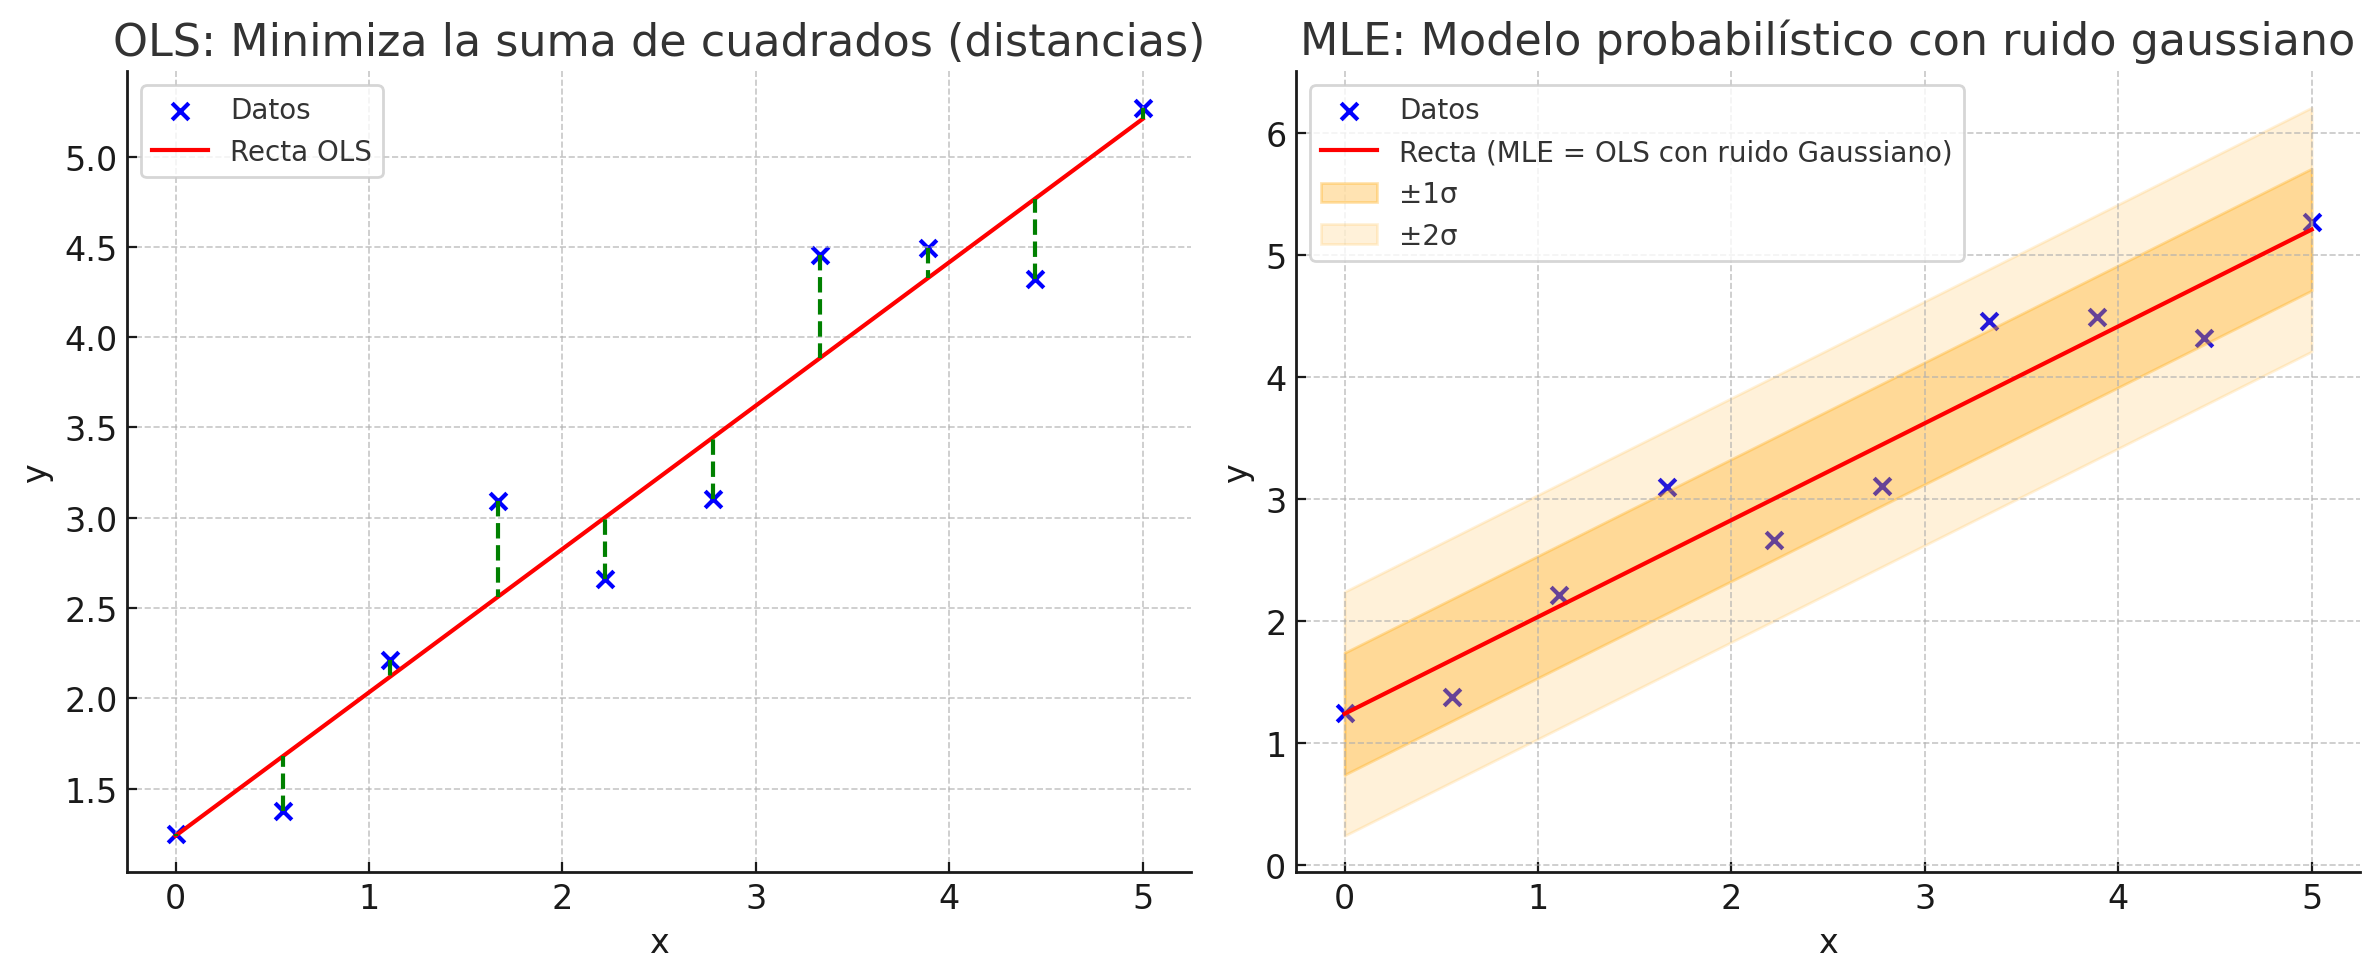 OLS: Minimiza la suma de cuadrados (distancias)
Datos
Recta OLS
5.0
4.5
4.0
3.5
3.0
2.5
2.0
1.5
y
0 1 2 3 4 5
x
MLE: Modelo probabilístico con ruido gaussiano
Datos
Recta (MLE = OLS con ruido Gaussiano)
±1σ
±2σ
6
5
4
3
2
1
0
y
0 1 2 3 4 5
x